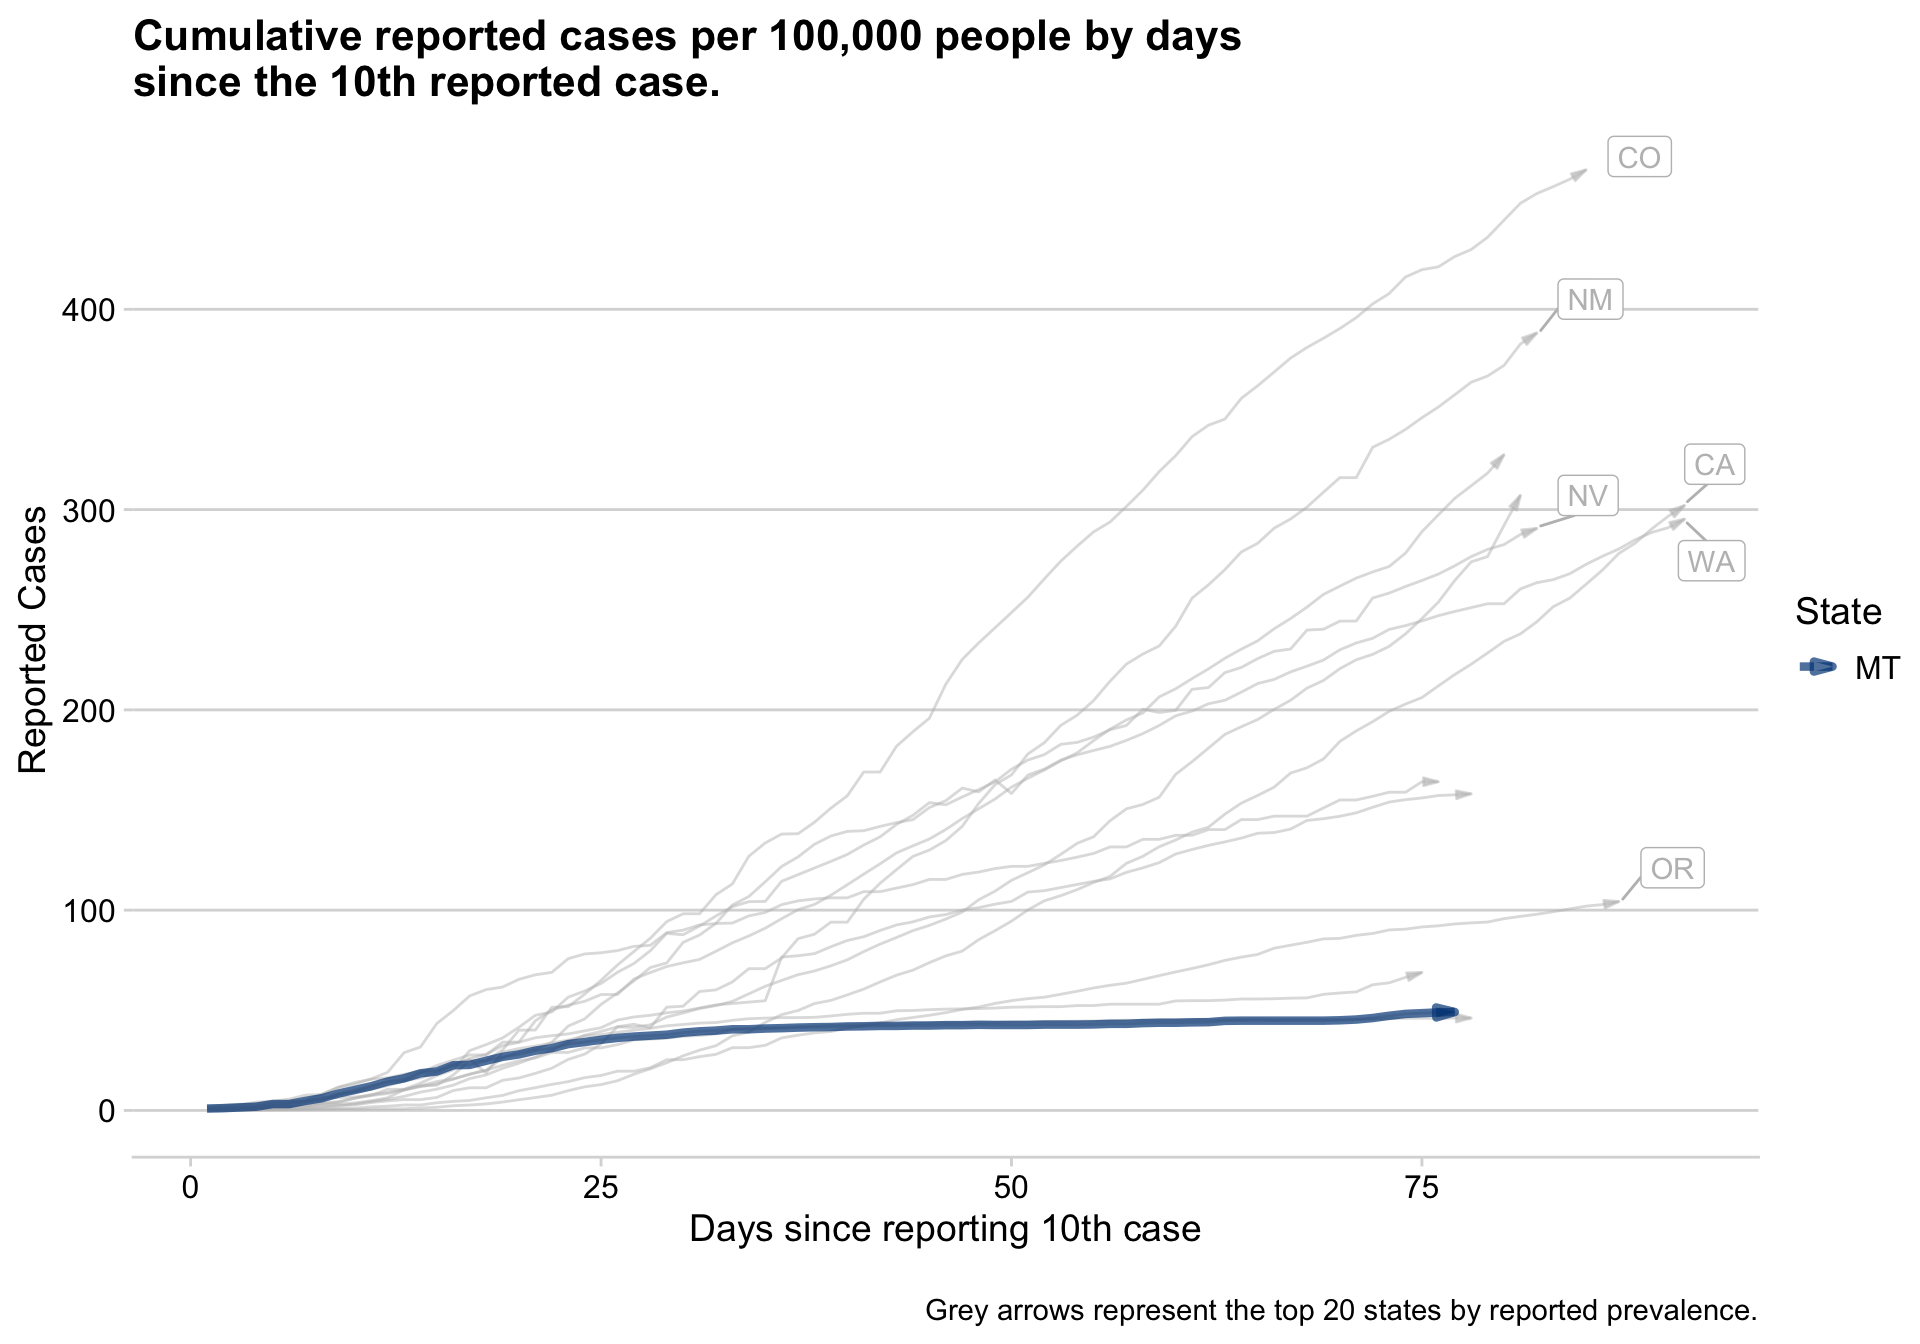 Cumulative reported cases per 100,000 people by days
since the 10th reported case.
CO
NM
CA
NV
WA
OR
400
300
200
100
0
Reported Cases
0 25 50 75
Days since reporting 10th case
State
MT
Grey arrows represent the top 20 states by reported prevalence.